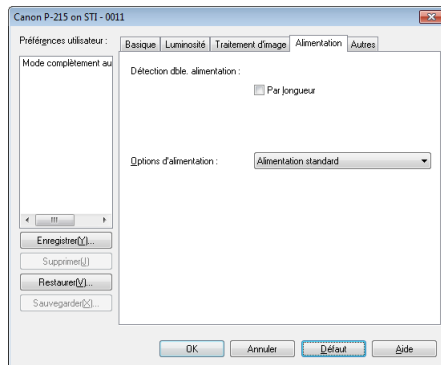 Canon P-215 on STI - 0011
Préférences utilisateur :
Mode complètement au
Enregistrer(Y)...
Supprimer(J)
Restaurer(V)...
Sauvegarder(X)...
Basique
Luminosité
Traitement d'image
Alimentation
Autres
Détection dble. alimentation :
Par longueur
Options d'alimentation :
Alimentation standard
OK
Annuler
Défaut
Aide